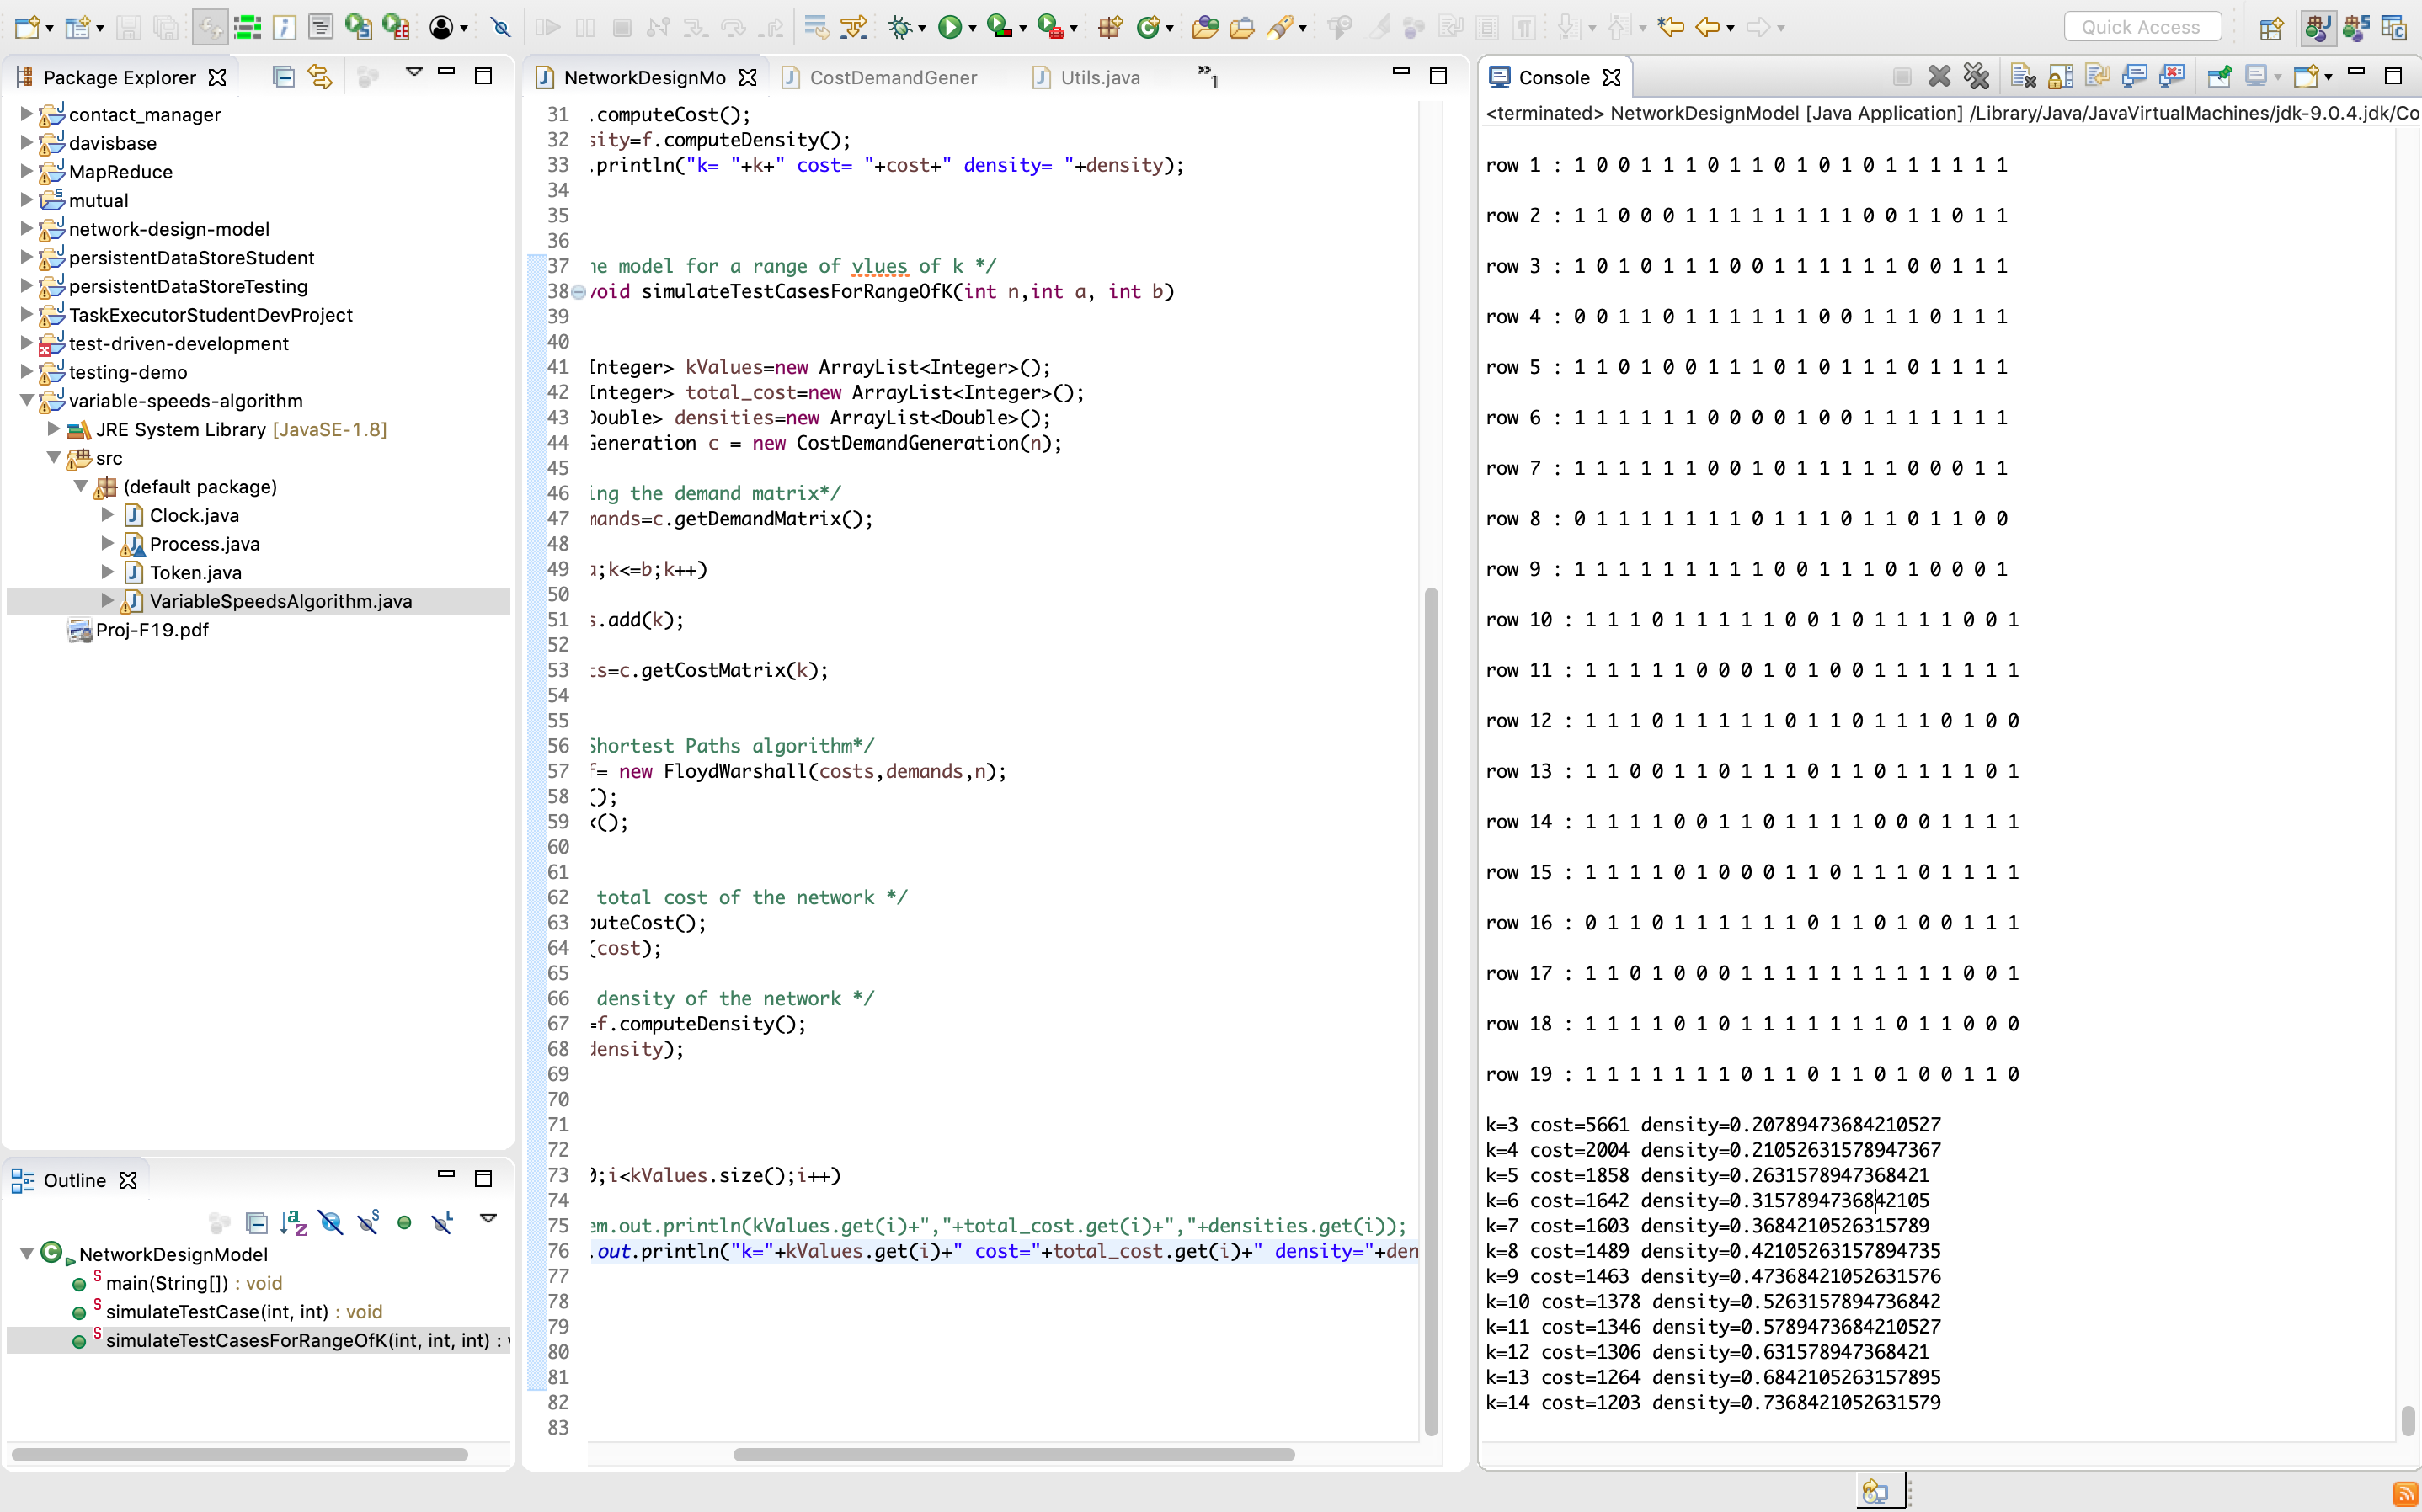 Quick Access
Package Explorer
contact_manager
davisbase
MapReduce
mutual
network-design-model
persistentDataStoreStudent
persistentDataStoreTesting
TaskExecutorStudentDevProject
test-driven-development
testing-demo
variable-speeds-algorithm
JRE System Library [JavaSE-1.8]
src
(default package)
Clock.java
Process.java
Token.java
VariableSpeedsAlgorithm.java
Proj-F19.pdf
Outline
NetworkDesignModel
main(String[]) : void
simulateTestCase(int, int) : void
simulateTestCasesForRangeOfK(int, int, int) :
NetworkDesignMo
CostDemandGener
Utils.java
»1
31 .computeCost();
32 sity=f.computeDensity();
33 .println("k= "+k+" cost= "+cost+" density= "+density);
34
35
36
37 he model for a range of vlues of k */
38 void simulateTestCasesForRangeOfK(int n,int a, int b)
39
40
41 Integer> kValues=new ArrayList<Integer>();
42 Integer> total_cost=new ArrayList<Integer>();
43 Double> densities=new ArrayList<Double>();
44 Generation c = new CostDemandGeneration(n);
45
46 ing the demand matrix*/
47 mands=c.getDemandMatrix();
48
49 a;k<=b;k++)
50
51 s.add(k);
52
53 ts=c.getCostMatrix(k);
54
55
56 Shortest Paths algorithm*/
57 f= new FloydWarshall(costs,demands,n);
58 ();
59 k();
60
61
62 total cost of the network */
63 puteCost();
64 (cost);
65
66 density of the network */
67 =f.computeDensity();
68 density);
69
70
71
72
73 0;i<kValues.size();i++)
74
75 em.out.println(kValues.get(i)+","+total_cost.get(i)+","+densities.get(i));
76 .out.println("k="+kValues.get(i)+" cost="+total_cost.get(i)+" density="+den
77
78
79
80
81
82
83
Console
<terminated> NetworkDesignModel [Java Application] /Library/Java/JavaVirtualMachines/jdk-9.0.4.jdk/Co
row 1 : 1 0 0 1 1 1 0 1 1 0 1 0 1 0 1 1 1 1 1 1
row 2 : 1 1 0 0 0 1 1 1 1 1 1 1 1 0 0 1 1 0 1 1
row 3 : 1 0 1 0 1 1 1 0 0 1 1 1 1 1 1 0 0 1 1 1
row 4 : 0 0 1 1 0 1 1 1 1 1 1 0 0 1 1 1 0 1 1 1
row 5 : 1 1 0 1 0 0 1 1 1 0 1 0 1 1 1 0 1 1 1 1
row 6 : 1 1 1 1 1 1 0 0 0 0 1 0 0 1 1 1 1 1 1 1
row 7 : 1 1 1 1 1 1 0 0 1 0 1 1 1 1 1 0 0 0 1 1
row 8 : 0 1 1 1 1 1 1 1 0 1 1 1 0 1 1 0 1 1 0 0
row 9 : 1 1 1 1 1 1 1 1 1 0 0 1 1 1 0 1 0 0 0 1
row 10 : 1 1 1 0 1 1 1 1 1 0 0 1 0 1 1 1 1 0 0 1
row 11 : 1 1 1 1 1 0 0 0 1 0 1 0 0 1 1 1 1 1 1 1
row 12 : 1 1 1 0 1 1 1 1 1 0 1 1 0 1 1 1 0 1 0 0
row 13 : 1 1 0 0 1 1 0 1 1 1 0 1 1 0 1 1 1 1 0 1
row 14 : 1 1 1 1 0 0 1 1 0 1 1 1 1 0 0 0 1 1 1 1
row 15 : 1 1 1 1 0 1 0 0 0 1 1 0 1 1 1 0 1 1 1 1
row 16 : 0 1 1 0 1 1 1 1 1 1 0 1 1 0 1 0 0 1 1 1
row 17 : 1 1 0 1 0 0 0 1 1 1 1 1 1 1 1 1 1 0 0 1
row 18 : 1 1 1 1 0 1 0 1 1 1 1 1 1 1 0 1 1 0 0 0
row 19 : 1 1 1 1 1 1 1 0 1 1 0 1 1 0 1 0 0 1 1 0
k=3 cost=5661 density=0.20789473684210527
k=4 cost=2004 density=0.21052631578947367
k=5 cost=1858 density=0.2631578947368421
k=6 cost=1642 density=0.3157894736842105
k=7 cost=1603 density=0.3684210526315789
k=8 cost=1489 density=0.42105263157894735
k=9 cost=1463 density=0.47368421052631576
k=10 cost=1378 density=0.5263157894736842
k=11 cost=1346 density=0.5789473684210527
k=12 cost=1306 density=0.631578947368421
k=13 cost=1264 density=0.6842105263157895
k=14 cost=1203 density=0.7368421052631579